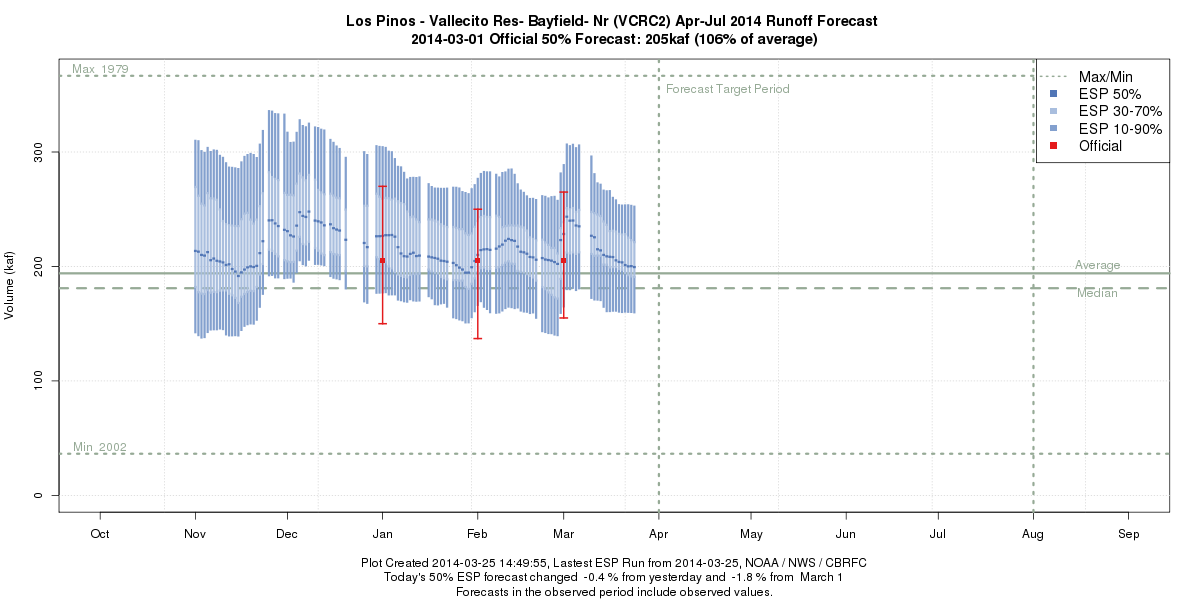 Los Pinos - Vallecito Res- Bayfield- Nr (VCRC2) Apr-Jul 2014 Runoff Forecast
2014-03-01 Official 50% Forecast: 205kaf (106% of average)
Max 1979
Forecast Target Period
Max/Min
ESP 50%
ESP 30-70%
ESP 10-90%
Official
Average
Median
Min 2002
Volume (kaf)
300
200
100
0
Oct Nov Dec Jan Feb Mar Apr May Jun Jul Aug Sep
Plot Created 2014-03-25 14:49:55, Lastest ESP Run from 2014-03-25, NOAA / NWS / CBRFC
Today's 50% ESP forecast changed -0.4 % from yesterday and -1.8 % from March 1
Forecasts in the observed period include observed values.